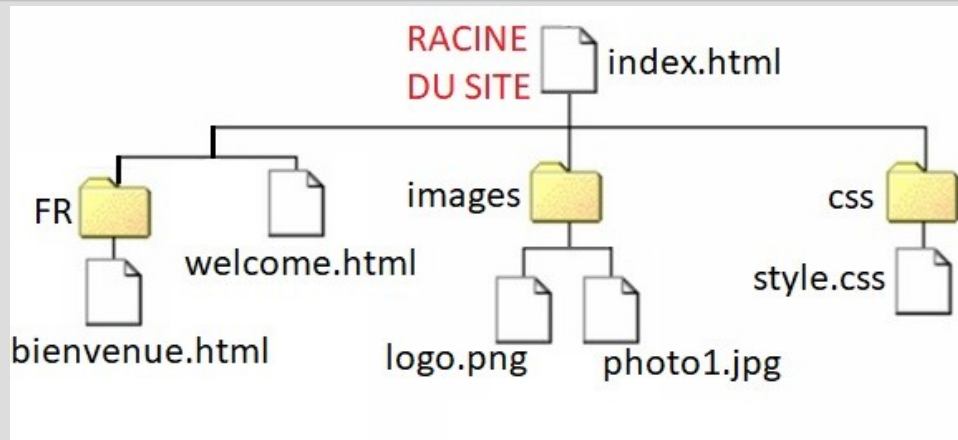 RACINE
DU SITE
index.html
FR
welcome.html
images
css
bienvenue.html
logo.png
photo1.jpg
style.css